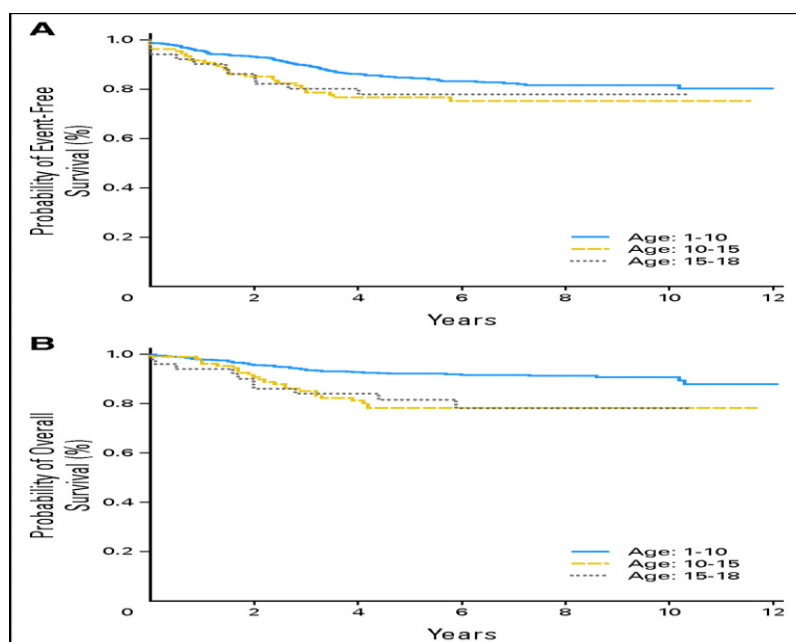 A
1.0
0.8
0.6
0.4
0.2
0
2
4
6
8
10
12
Probability of Event-Free
Survival (%)
Years
Age: 1-10
Age: 10-15
Age: 15-18
B
1.0
0.8
0.6
0.4
0.2
0
2
4
6
8
10
12
Probability of Overall
Survival (%)
Years
Age: 1-10
Age: 10-15
Age: 15-18